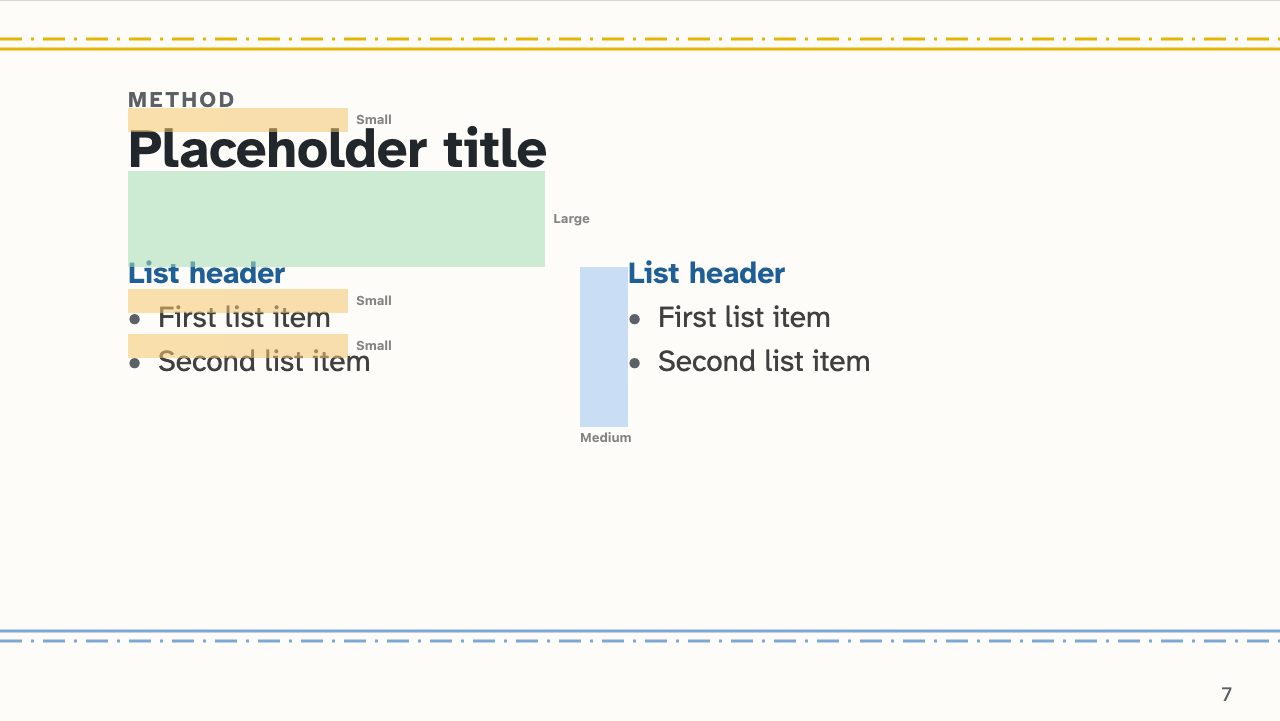 METHOD
Small
Placeholder title
Large
List header
Small
• First list item
Small
• Second list item
List header
• First list item
• Second list item
Medium
7